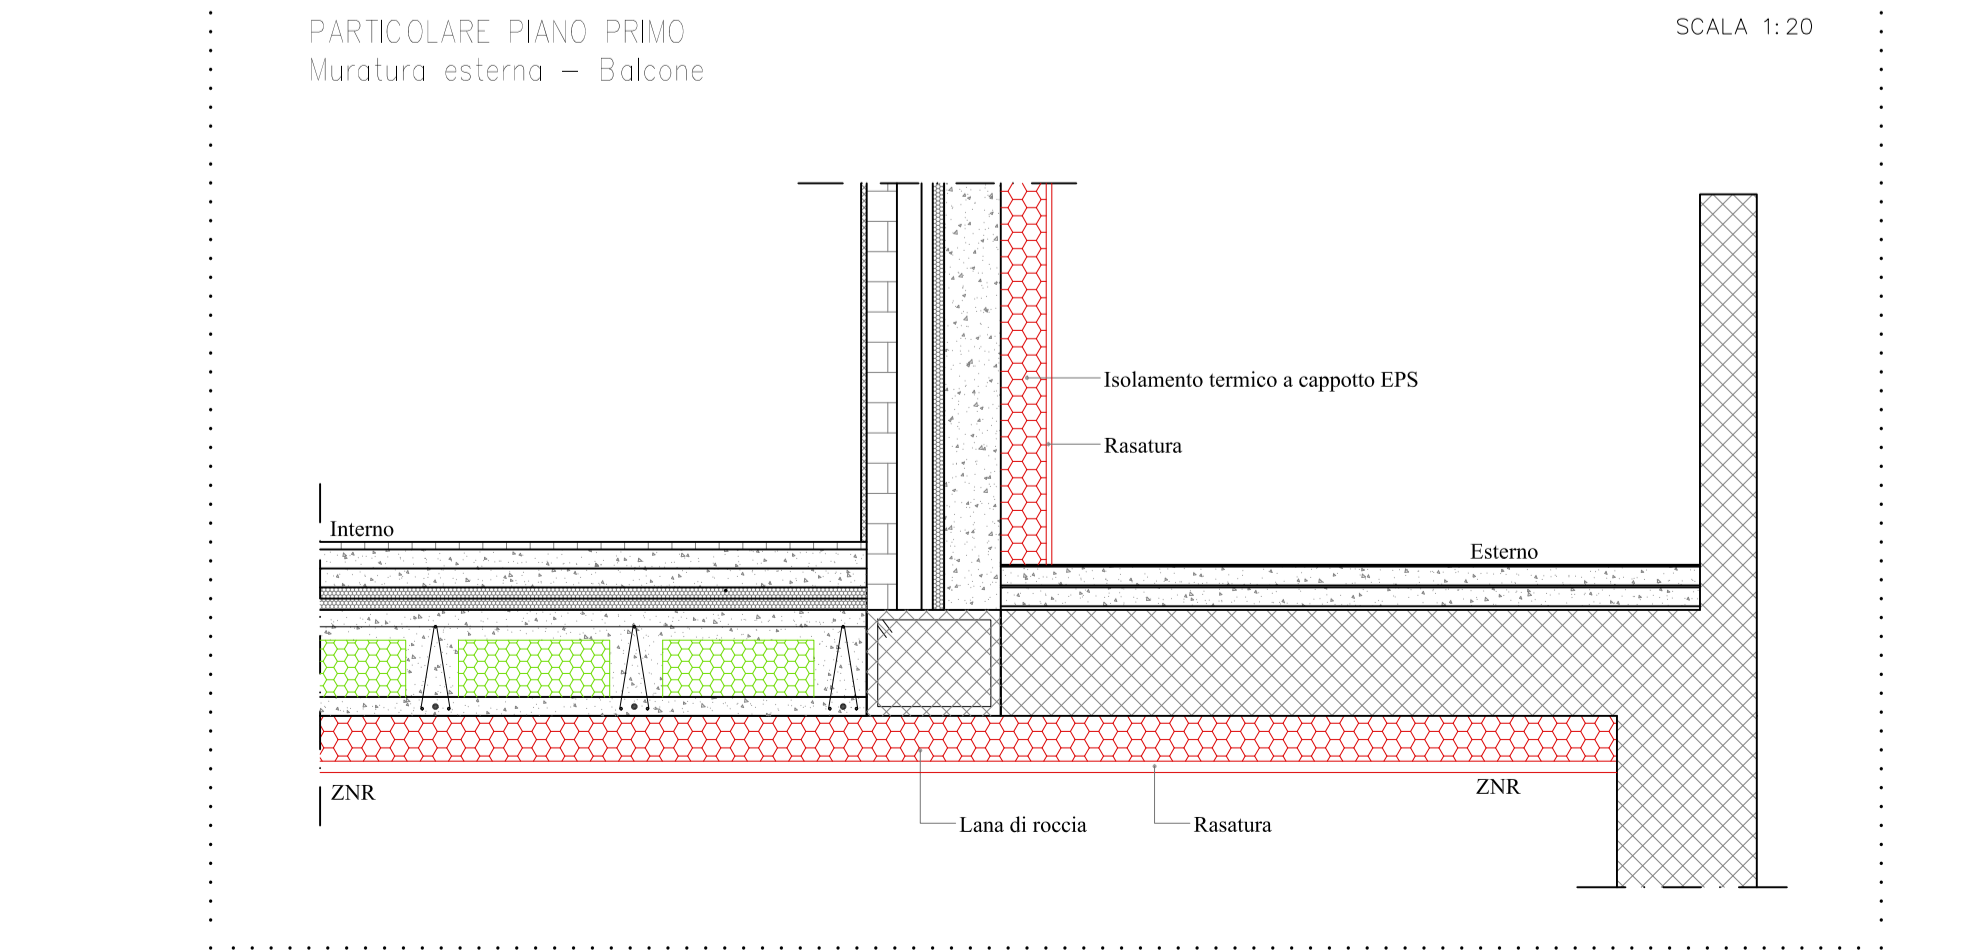 PARTICOLARE PIANO PRIMO
Muratura esterna – Balcone
SCALA 1:20
Isolamento termico a cappotto EPS
Rasatura
Interno
Esterno
ZNR
ZNR
Lana di roccia
Rasatura